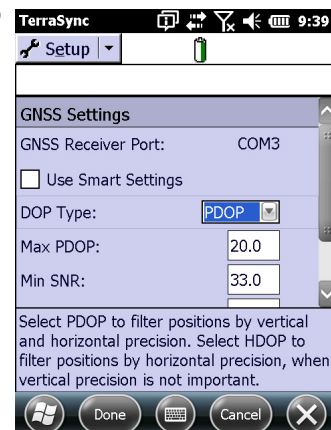 TerraSync 9:39
Setup
GNSS Settings
GNSS Receiver Port: COM3
Use Smart Settings
DOP Type: PDOP
Max PDOP: 20.0
Min SNR: 33.0
Select PDOP to filter positions by vertical
and horizontal precision. Select HDOP to
filter positions by horizontal precision, when
vertical precision is not important.
Done Cancel